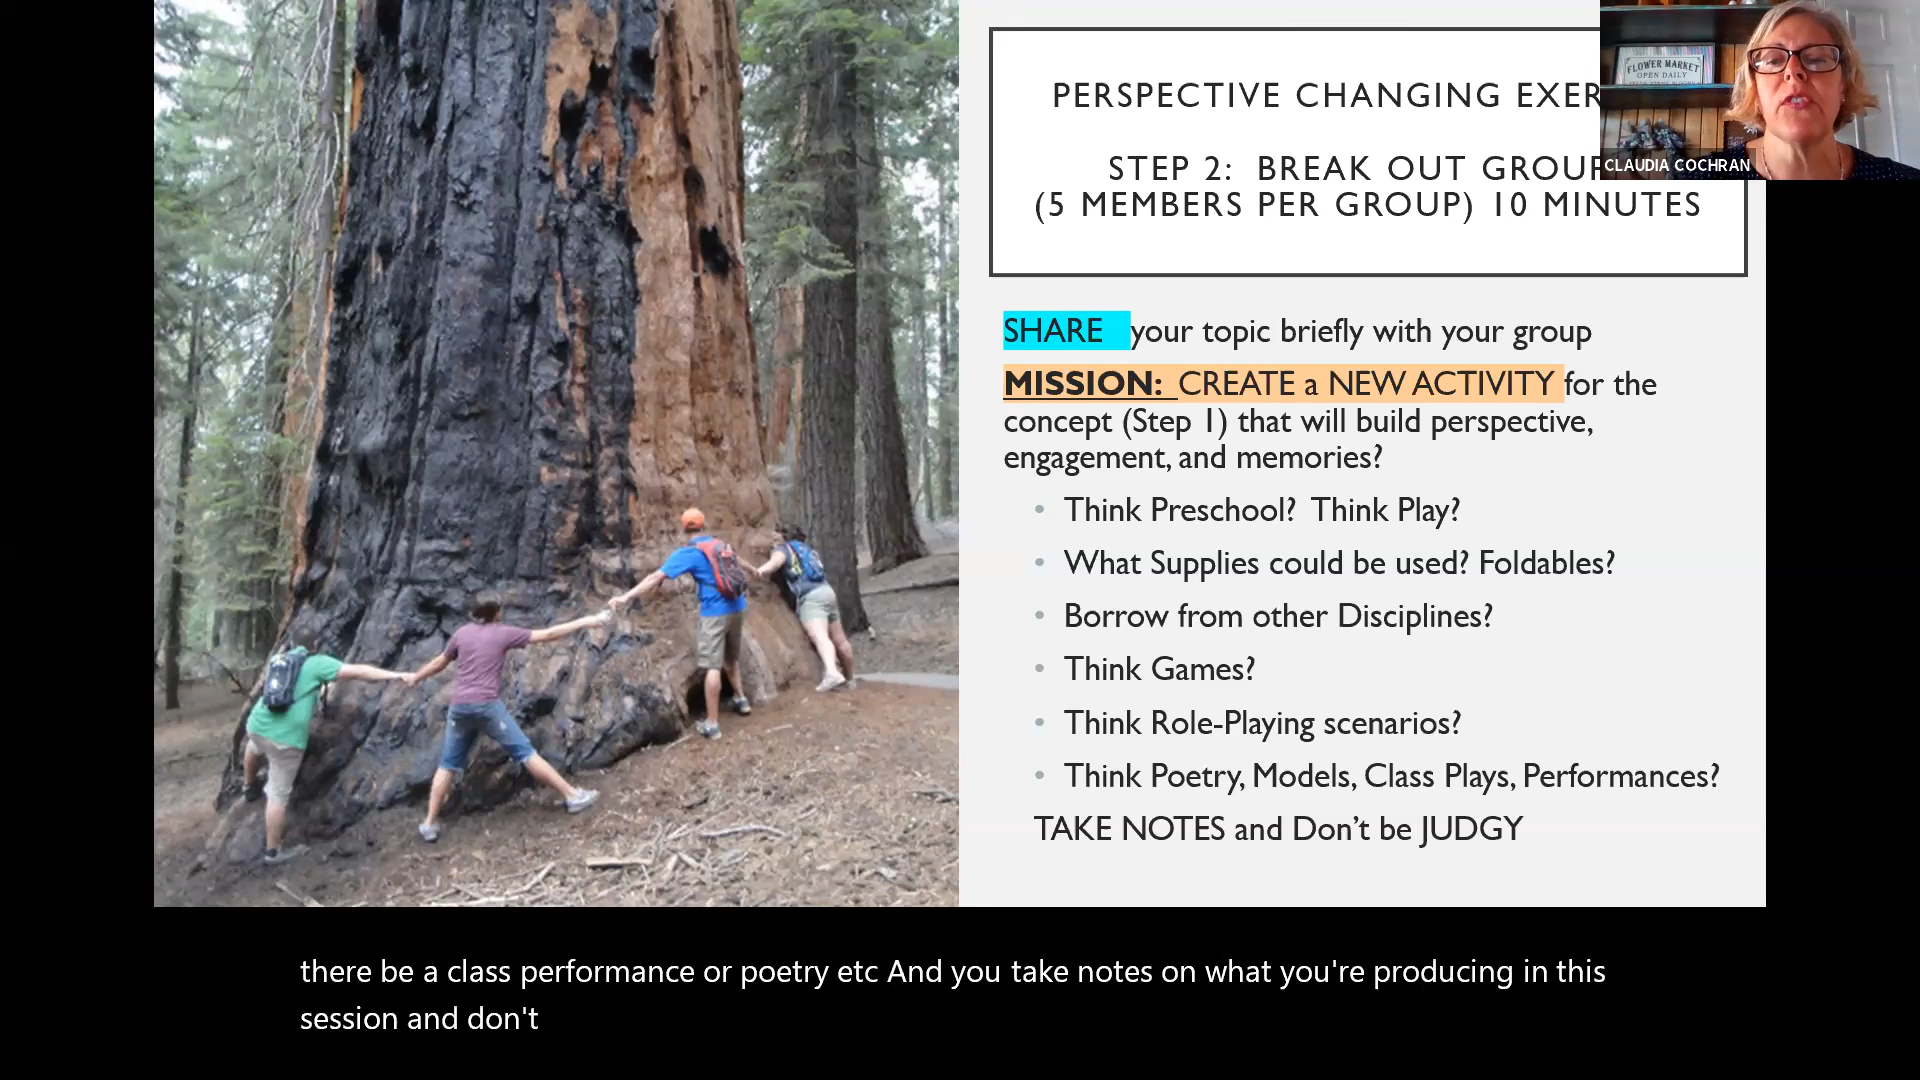 PERSPECTIVE CHANGING EXER
STEP 2: BREAK OUT GROUP
(5 MEMBERS PER GROUP) 10 MINUTES
FLOWER MARKET
OPEN DAILY
CLAUDIA COCHRAN
SHARE your topic briefly with your group
MISSION: CREATE a NEW ACTIVITY for the
concept (Step 1) that will build perspective,
engagement, and memories?
• Think Preschool? Think Play?
• What Supplies could be used? Foldables?
• Borrow from other Disciplines?
• Think Games?
• Think Role-Playing scenarios?
• Think Poetry, Models, Class Plays, Performances?
TAKE NOTES and Don't be JUDGY
there be a class performance or poetry etc And you take notes on what you're producing in this
session and don't